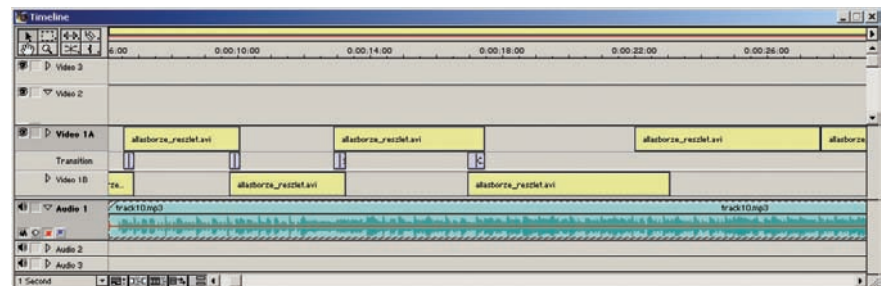 Timeline
6:00 0:00:10:00 0:00:14:00 0:00:18:00 0:00:22:00 0:00:26:00
Video 3
Video 2
Video 1A allasborze_reszlet.avi allasborze_reszlet.avi allasborze_reszlet.avi allasborze
Transition
Video 1B sze.. allasborze_reszlet.avi allasborze_reszlet.avi
Audio 1 track10.mp3 track10.mp3
Audio 2
Audio 3
1 Second